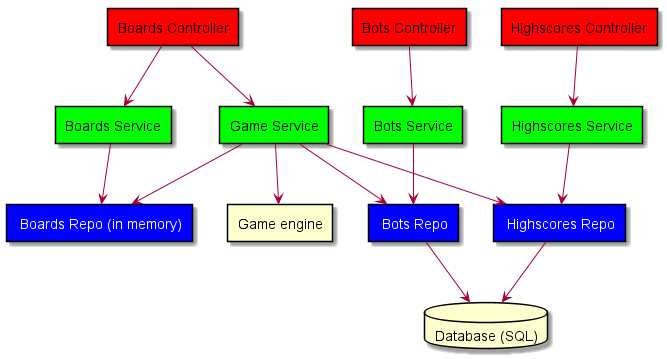 Boards Controller
Bots Controller
Highscores Controller
Boards Service
Game Service
Bots Service
Highscores Service
Boards Repo (in memory)
Game engine
Bots Repo
Highscores Repo
Database (SQL)